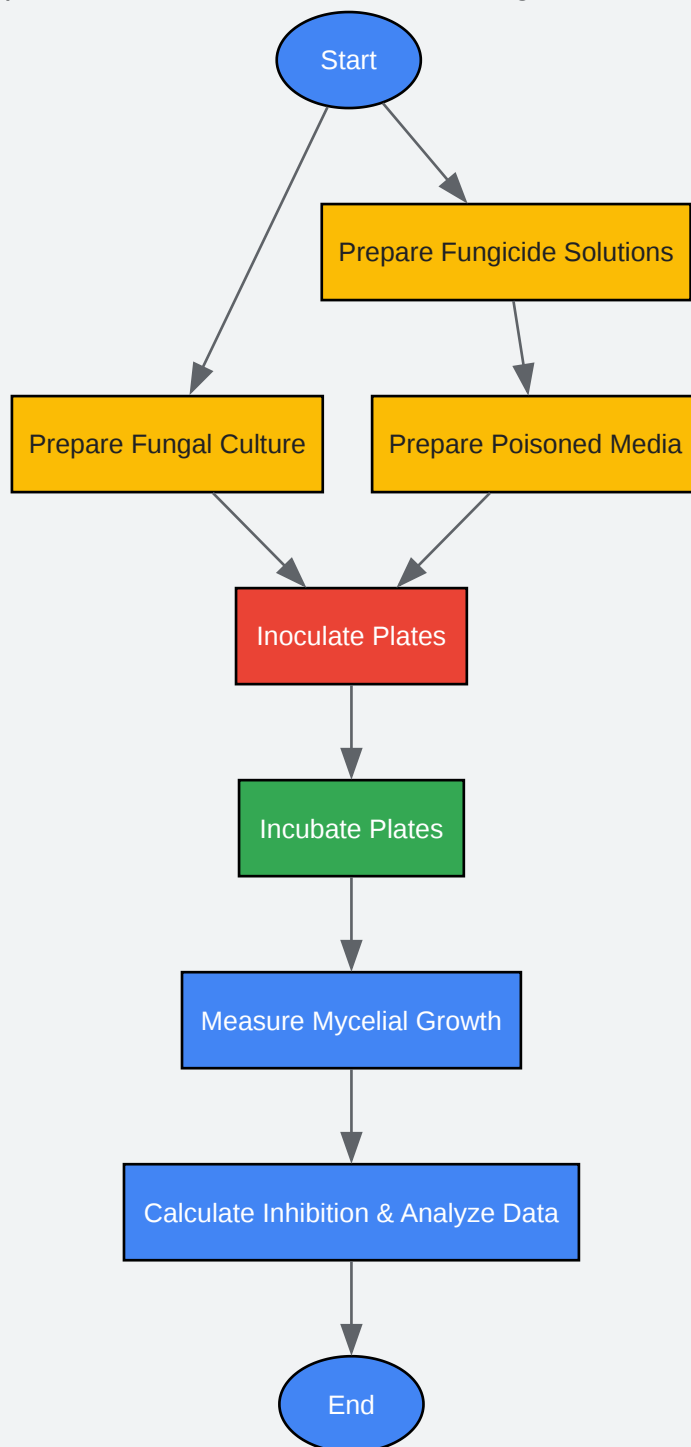 Start
Prepare Fungicide Solutions
Prepare Fungal Culture
Prepare Poisoned Media
Inoculate Plates
Incubate Plates
Measure Mycelial Growth
Calculate Inhibition & Analyze Data
End